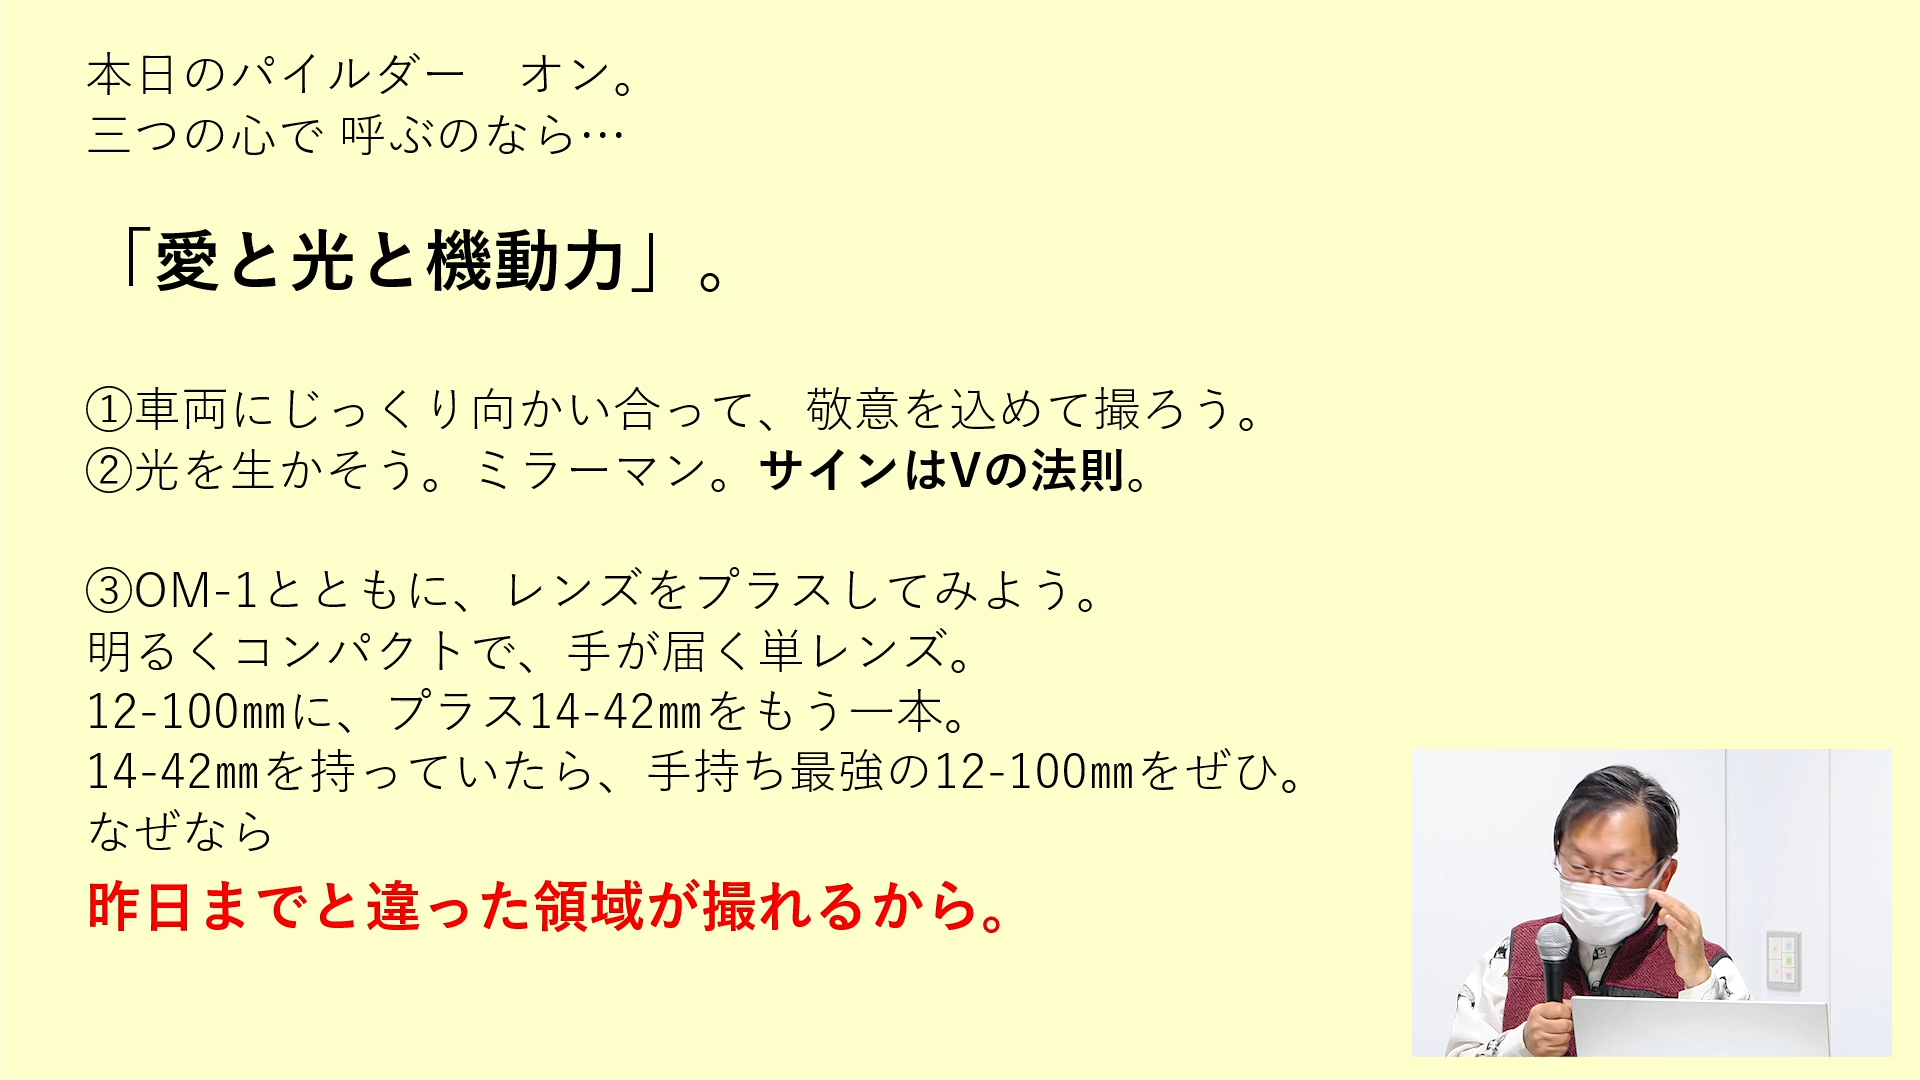 本日のパイルダー　オン。
三つの心で 呼ぶのなら…
「愛と光と機動力」。
①車両にじっくり向かい合って、敬意を込めて撮ろう。
②光を生かそう。ミラーマン。サインはVの法則。
③OM-1とともに、レンズをプラスしてみよう。
明るくコンパクトで、手が届く単レンズ。
12-100㎜に、プラス14-42㎜をもう一本。
14-42㎜を持っていたら、手持ち最強の12-100㎜をぜひ。
なぜなら
昨日までと違った領域が撮れるから。